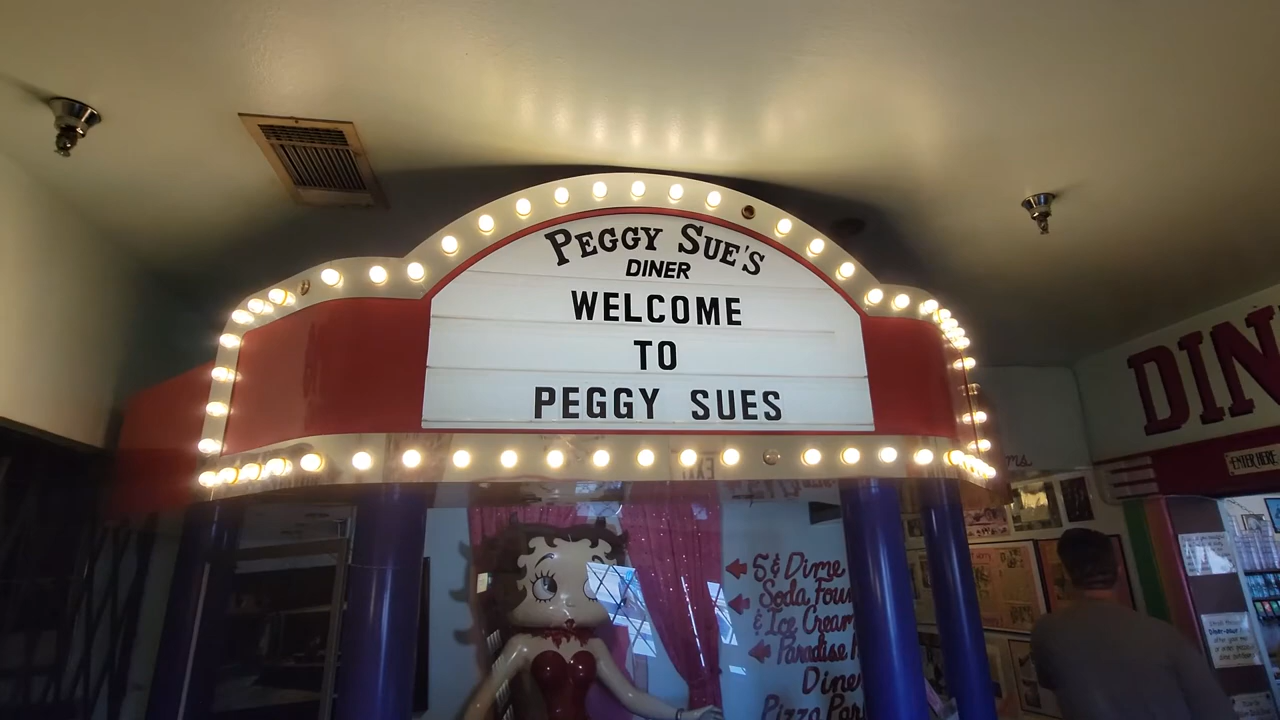 PEGGY SUE'S
DINER
WELCOME
TO
PEGGY SUES
DIN
ENTER HERE
5¢ Dime
Soda Foun
& Ice Cream
Paradise
Diner
Pizza Par